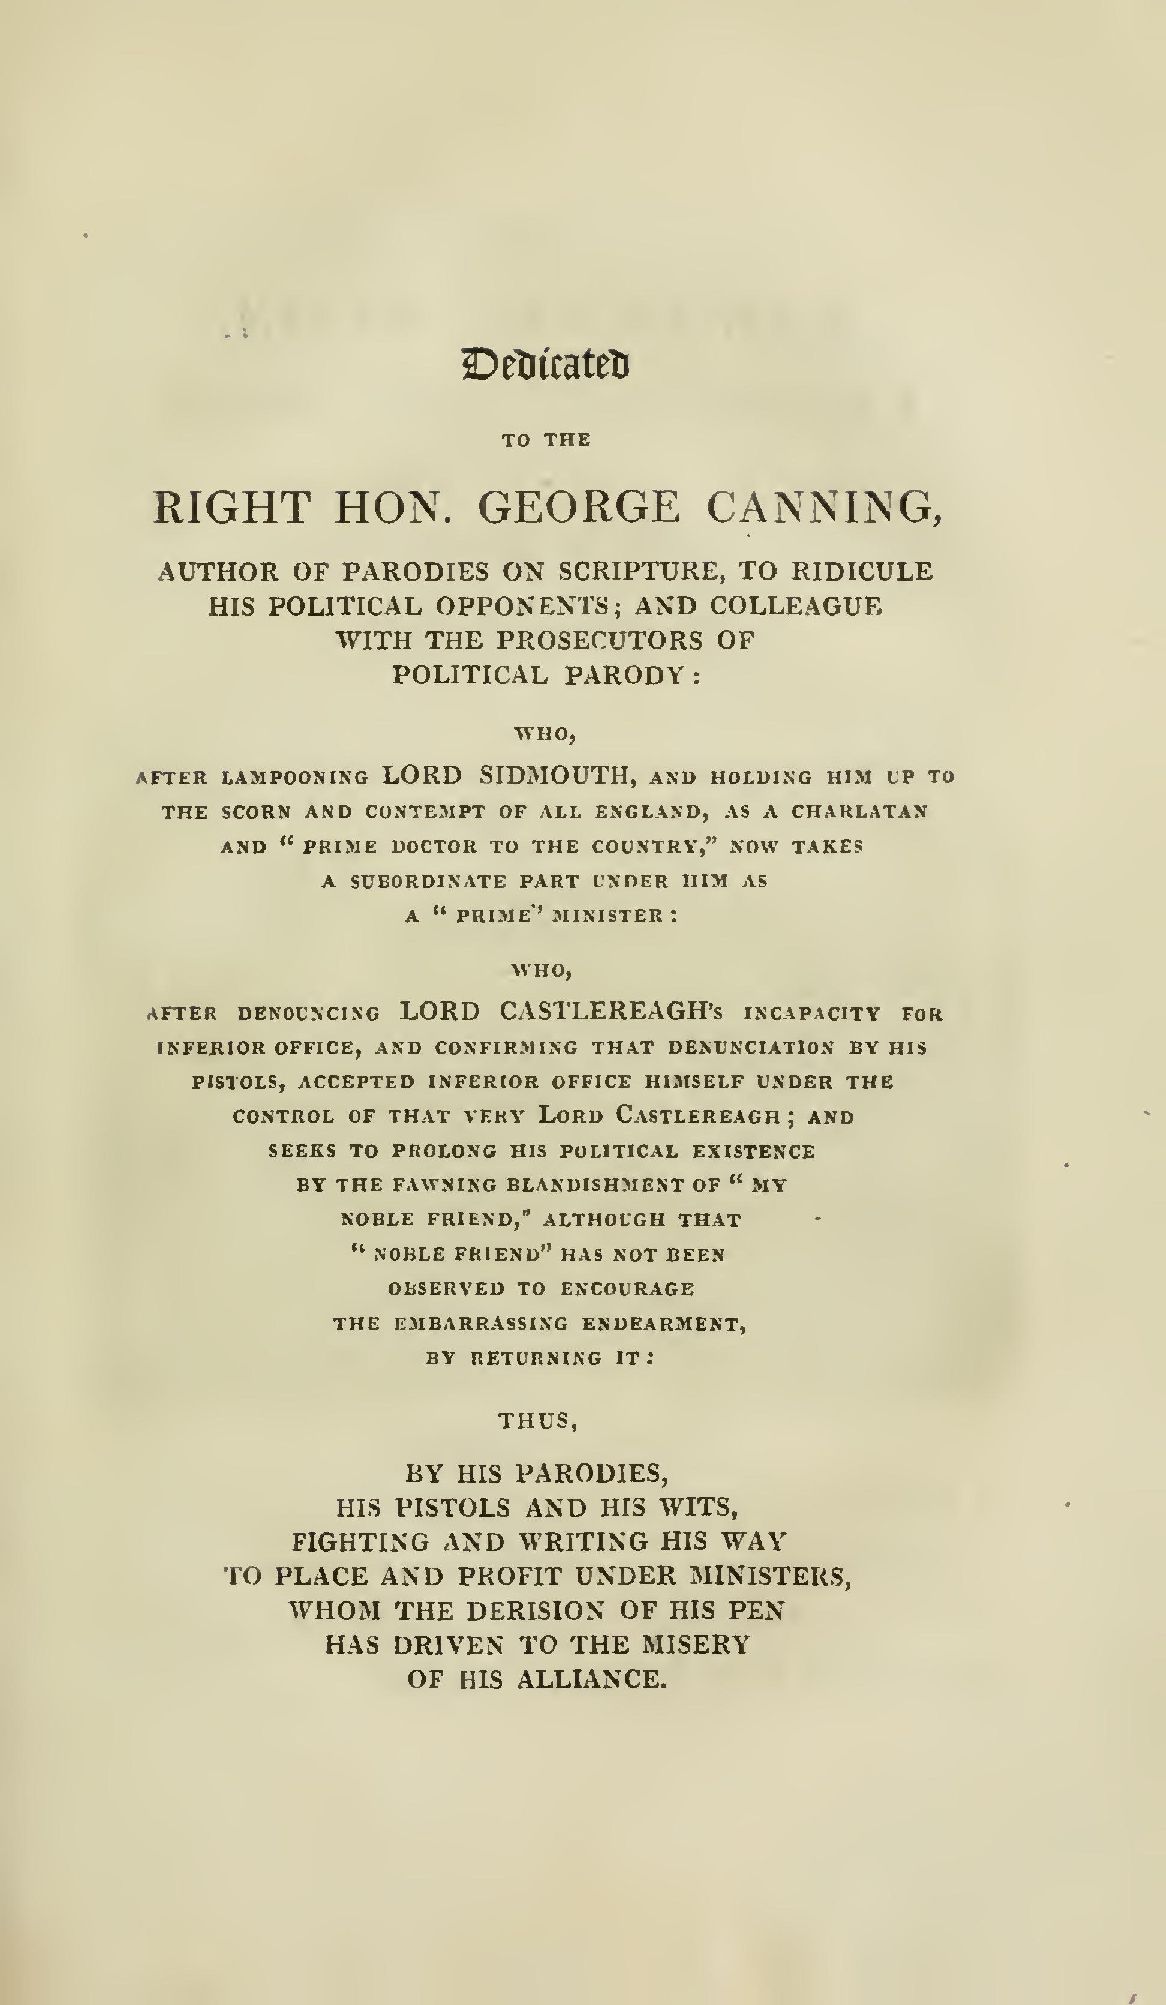 Dedicated
TO THE
RIGHT HON. GEORGE CANNING,
AUTHOR OF PARODIES ON SCRIPTURE, TO RIDICULE
HIS POLITICAL OPPONENTS; AND COLLEAGUE
WITH THE PROSECUTORS OF
POLITICAL PARODY:
WHO,
AFTER LAMPOONING LORD SIDMOUTH, AND HOLDING HIM UP TO
THE SCORN AND CONTEMPT OF ALL ENGLAND, AS A CHARLATAN
AND “ PRIME DOCTOR TO THE COUNTRY,” NOW TAKES
A SUBORDINATE PART UNDER HIM AS
A “ PRIME” MINISTER:
WHO,
AFTER DENOUNCING LORD CASTLEREAGH's INCAPACITY FOR
INFERIOR OFFICE, AND CONFIRMING THAT DENUNCIATION BY HIS
PISTOLS, ACCEPTED INFERIOR OFFICE HIMSELF UNDER THE
CONTROL OF THAT VERY LORD CASTLEREAGH; AND
SEEKS TO PROLONG HIS POLITICAL EXISTENCE
BY THE FAWNING BLANDISHMENT OF “ MY
NOBLE FRIEND,” ALTHOUGH THAT
“ NOBLE FRIEND” HAS NOT BEEN
OBSERVED TO ENCOURAGE
THE EMBARRASSING ENDEARMENT,
BY RETURNING IT:
THUS,
BY HIS PARODIES,
HIS PISTOLS AND HIS WITS,
FIGHTING AND WRITING HIS WAY
TO PLACE AND PROFIT UNDER MINISTERS,
WHOM THE DERISION OF HIS PEN
HAS DRIVEN TO THE MISERY
OF HIS ALLIANCE.